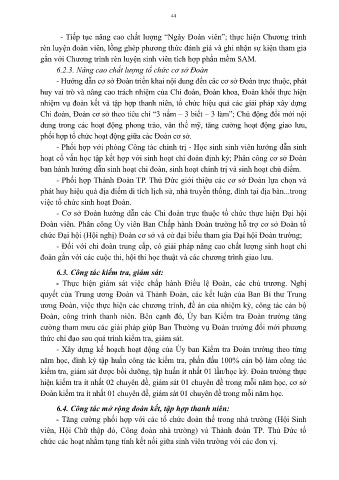 44
- Tiếp tục nâng cao chất lượng “Ngày Đoàn viên”; thực hiện Chương trình
rèn luyện đoàn viên, lồng ghép phương thức đánh giá và ghi nhận sự kiện tham gia
gắn với Chương trình rèn luyện sinh viên tích hợp phần mềm SAM.
6.2.3. Nâng cao chất lượng tổ chức cơ sở Đoàn
- Hướng dẫn cơ sở Đoàn triển khai nội dung đến các cơ sở Đoàn trực thuộc, phát
huy vai trò và nâng cao trách nhiệm của Chi đoàn, Đoàn khoa, Đoàn khối thực hiện
nhiệm vụ đoàn kết và tập hợp thanh niên, tổ chức hiệu quả các giải pháp xây dựng
Chi đoàn, Đoàn cơ sở theo tiêu chí “3 nắm – 3 biết – 3 làm”; Chủ động đổi mới nội
dung trong các hoạt động phong trào, văn thể mỹ, tăng cường hoạt động giao lưu,
phối hợp tổ chức hoạt động giữa các Đoàn cơ sở.
- Phối hợp với phòng Công tác chính trị - Học sinh sinh viên hướng dẫn sinh
hoạt cố vấn học tập kết hợp với sinh hoạt chi đoàn định kỳ; Phân công cơ sở Đoàn
ban hành hướng dẫn sinh hoạt chi đoàn, sinh hoạt chính trị và sinh hoạt chủ điểm.
- Phối hợp Thành Đoàn TP. Thủ Đức giới thiệu các cơ sở Đoàn lựa chọn và
phát huy hiệu quả địa điểm di tích lịch sử, nhà truyền thống, đình tại địa bàn...trong
việc tổ chức sinh hoạt Đoàn.
- Cơ sở Đoàn hướng dẫn các Chi đoàn trực thuộc tổ chức thực hiện Đại hội
Đoàn viên. Phân công Ủy viên Ban Chấp hành Đoàn trường hỗ trợ cơ sở Đoàn tổ
chức Đại hội (Hội nghị) Đoàn cơ sở và cử đại biểu tham gia Đại hội Đoàn trường;
- Đối với chi đoàn trung cấp, có giải pháp nâng cao chất lượng sinh hoạt chi
đoàn gắn với các cuộc thi, hội thi học thuật và các chương trình giao lưu.
6.3. Công tác kiểm tra, giám sát:
- Thực hiện giám sát việc chấp hành Điều lệ Đoàn, các chủ trương. Nghị
quyết của Trung ương Đoàn và Thành Đoàn, các kết luận của Ban Bí thư Trung
ương Đoàn, việc thực hiện các chương trình, đề án của nhiệm kỳ, công tác cán bộ
Đoàn, công trình thanh niên. Bên cạnh đó, Ủy ban Kiểm tra Đoàn trường tăng
cường tham mưu các giải pháp giúp Ban Thường vụ Đoàn trường đổi mới phương
thức chỉ đạo sau quá trình kiểm tra, giám sát.
- Xây dựng kế hoạch hoạt động của Ủy ban Kiểm tra Đoàn trường theo từng
năm học, định kỳ tập huấn công tác kiểm tra, phấn đấu 100% cán bộ làm công tác
kiểm tra, giám sát được bồi dưỡng, tập huấn ít nhất 01 lần/học kỳ. Đoàn trường thực
hiện kiểm tra ít nhất 02 chuyên đề, giám sát 01 chuyên đề trong mỗi năm học, cơ sở
Đoàn kiểm tra ít nhất 01 chuyên đề, giám sát 01 chuyên đề trong mỗi năm học.
6.4. Công tác mở rộng đoàn kết, tập hợp thanh niên:
- Tăng cường phối hợp với các tổ chức đoàn thể trong nhà trường (Hội Sinh
viên, Hội Chữ thập đỏ, Công đoàn nhà trường) và Thành đoàn TP. Thủ Đức tổ
chức các hoạt nhằm tạng tính kết nối giữa sinh viên trường với các đơn vị.